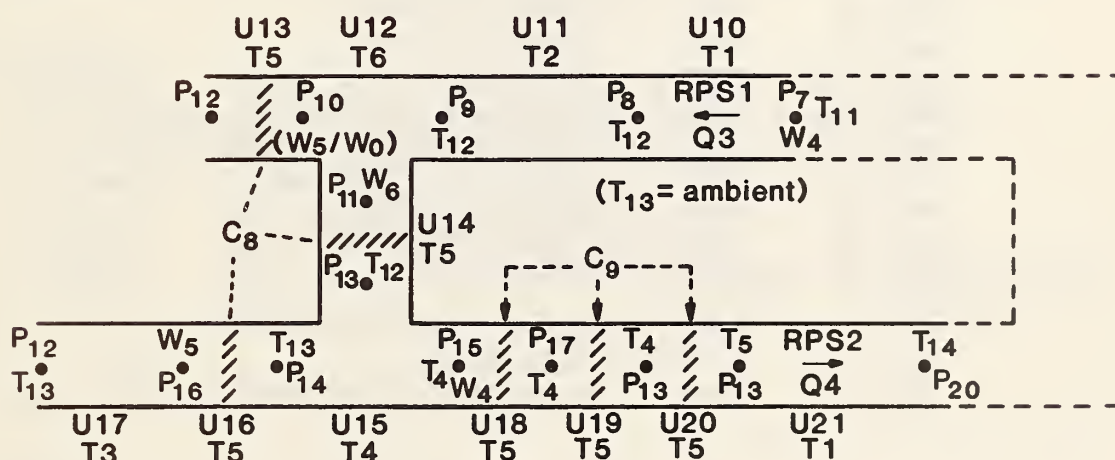 U13 U12 U11 U10
T5 T6 T2 T1
P12 P10 P9 P8 RPS1 P7 T11
(W5/W0) T12 T12 Q3 W4
P11 W6 (T13= ambient)
C8 U14
T5
P13 T12 C9
P12 W5 T13 P15 P17 T4 T5 RPS2 T14
T13 P16 P14 T4 W4 T4 P13 P13 Q4 P20
U17 U16 U15 U18 U19 U20 U21
T3 T5 T4 T5 T5 T5 T1